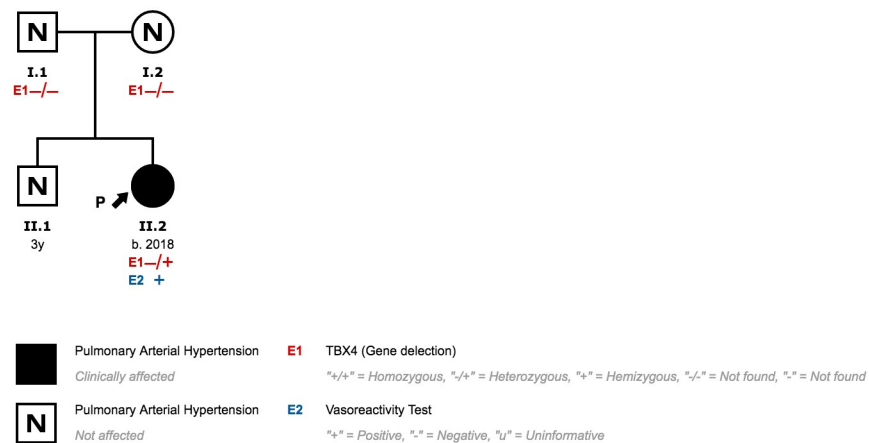 N N
I.1 I.2
E1—/— E1—/—
N
P
II.1 II.2
3y b. 2018
E1—/+
E2 +
Pulmonary Arterial Hypertension E1 TBX4 (Gene delection)
Clinically affected "+/+" = Homozygous, "-/+" = Heterozygous, "+" = Hemizygous, "-/-" = Not found, "-" = Not found
N Pulmonary Arterial Hypertension E2 Vasoreactivity Test
Not affected "+" = Positive, "-" = Negative, "u" = Uninformative